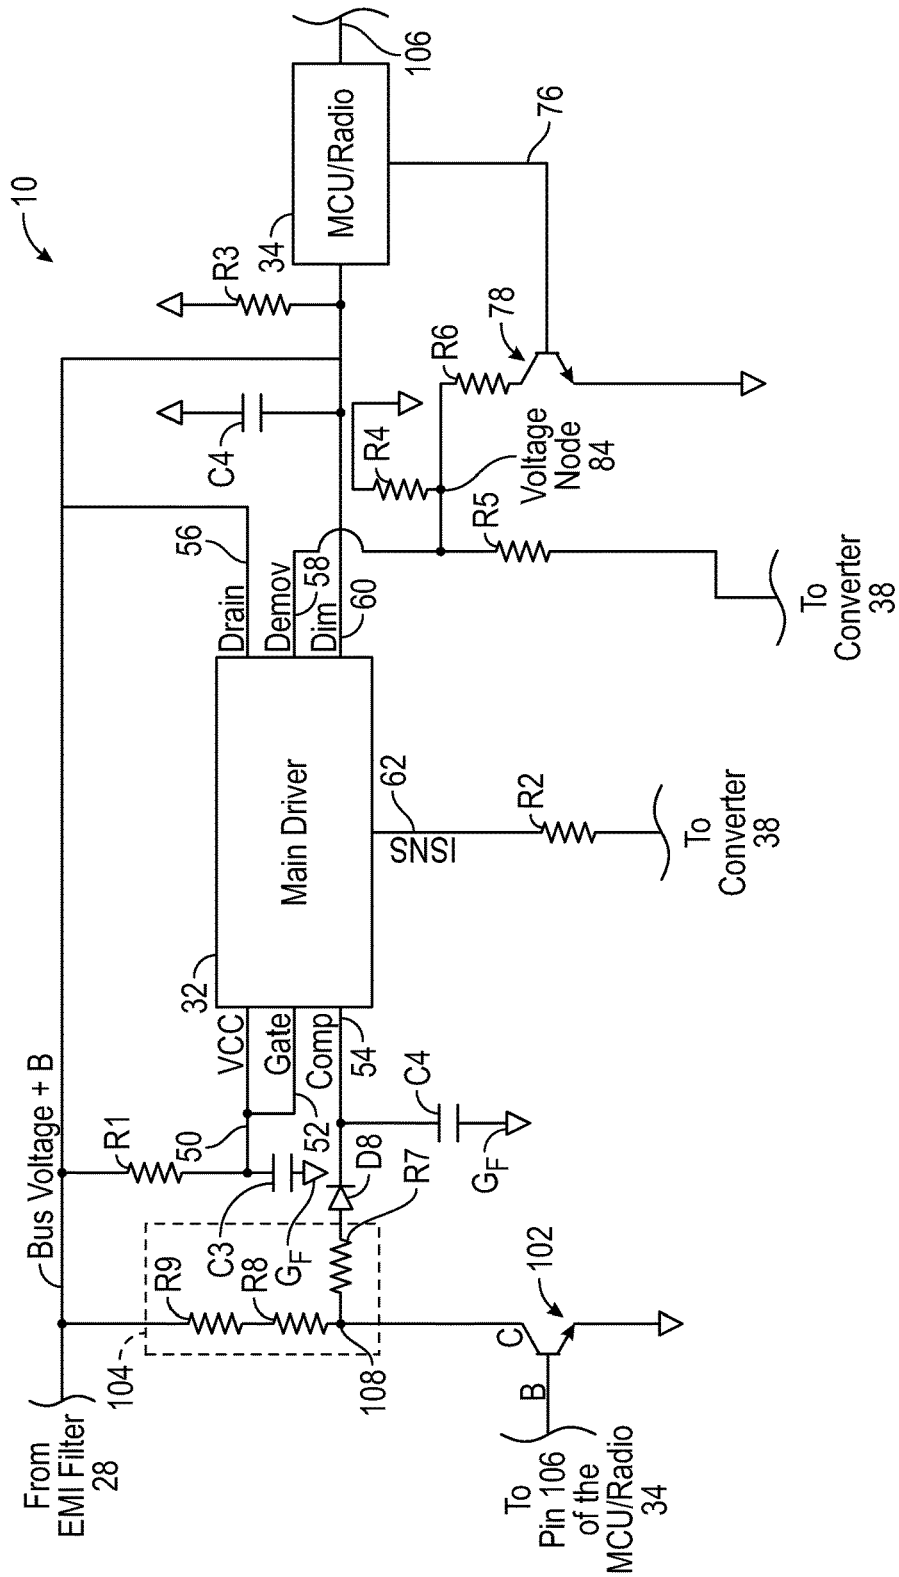 10
Bus Voltage + B
From
EMI Filter
28
104
R9
R8
R1
50
C3
G_F
52
VCC
Gate
Comp
54
32
Main Driver
Drain
Demov
Dim
56
58
60
C4
R3
34
MCU/Radio
106
76
78
R6
R4
R5
Voltage
Node
84
To
Converter
38
62
SNSI
R2
To
Converter
38
C4
G_F
D8
R7
108
C
B
102
To
Pin 106
of the
MCU/Radio
34